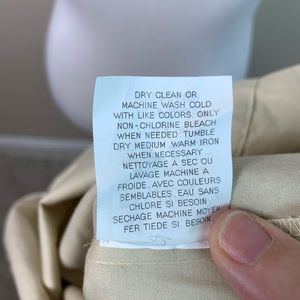 DRY CLEAN OR
MACHINE WASH COLD
WITH LIKE COLORS. ONLY
NON-CHLORINE BLEACH
WHEN NEEDED. TUMBLE
DRY MEDIUM. WARM IRON
WHEN NECESSARY...
NETTOYAGE A SEC OU
LAVAGE MACHINE A
FROIDE. AVEC COULEURS
SEMBLABLES. EAU SANS
CHLORE SI BESOIN.
SECHAGE MACHINE MOYEN.
FER TIEDE SI BESOIN.